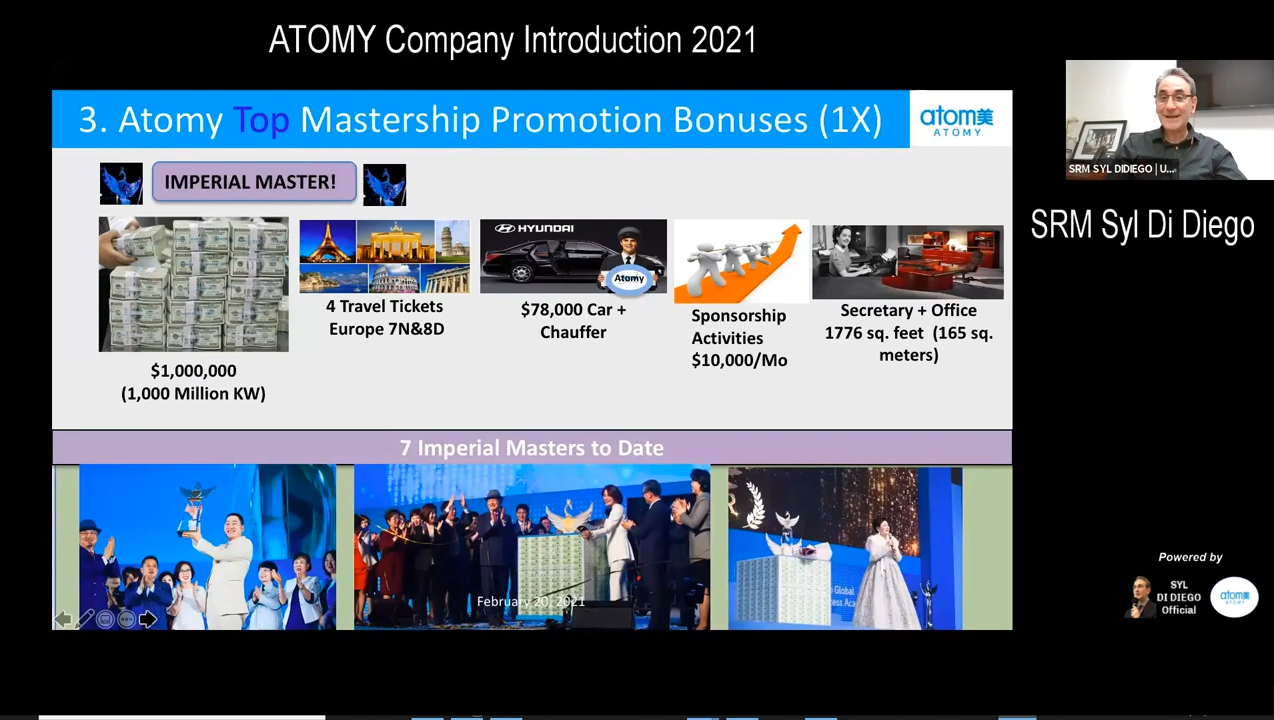 ATOMY Company Introduction 2021
3. Atomy Top Mastership Promotion Bonuses (1X)
atom美
ATOMY
SRM SYL DIDIEGO | U...
SRM Syl Di Diego
IMPERIAL MASTER!
$1,000,000
(1,000 Million KW)
4 Travel Tickets
Europe 7N&8D
HYUNDAI
Atomy
$78,000 Car +
Chauffer
Sponsorship
Activities
$10,000/Mo
Secretary + Office
1776 sq. feet (165 sq.
meters)
7 Imperial Masters to Date
February 20, 2021
Global
Powered by
SYL
DI DIEGO
Official
atom美
ATOMY